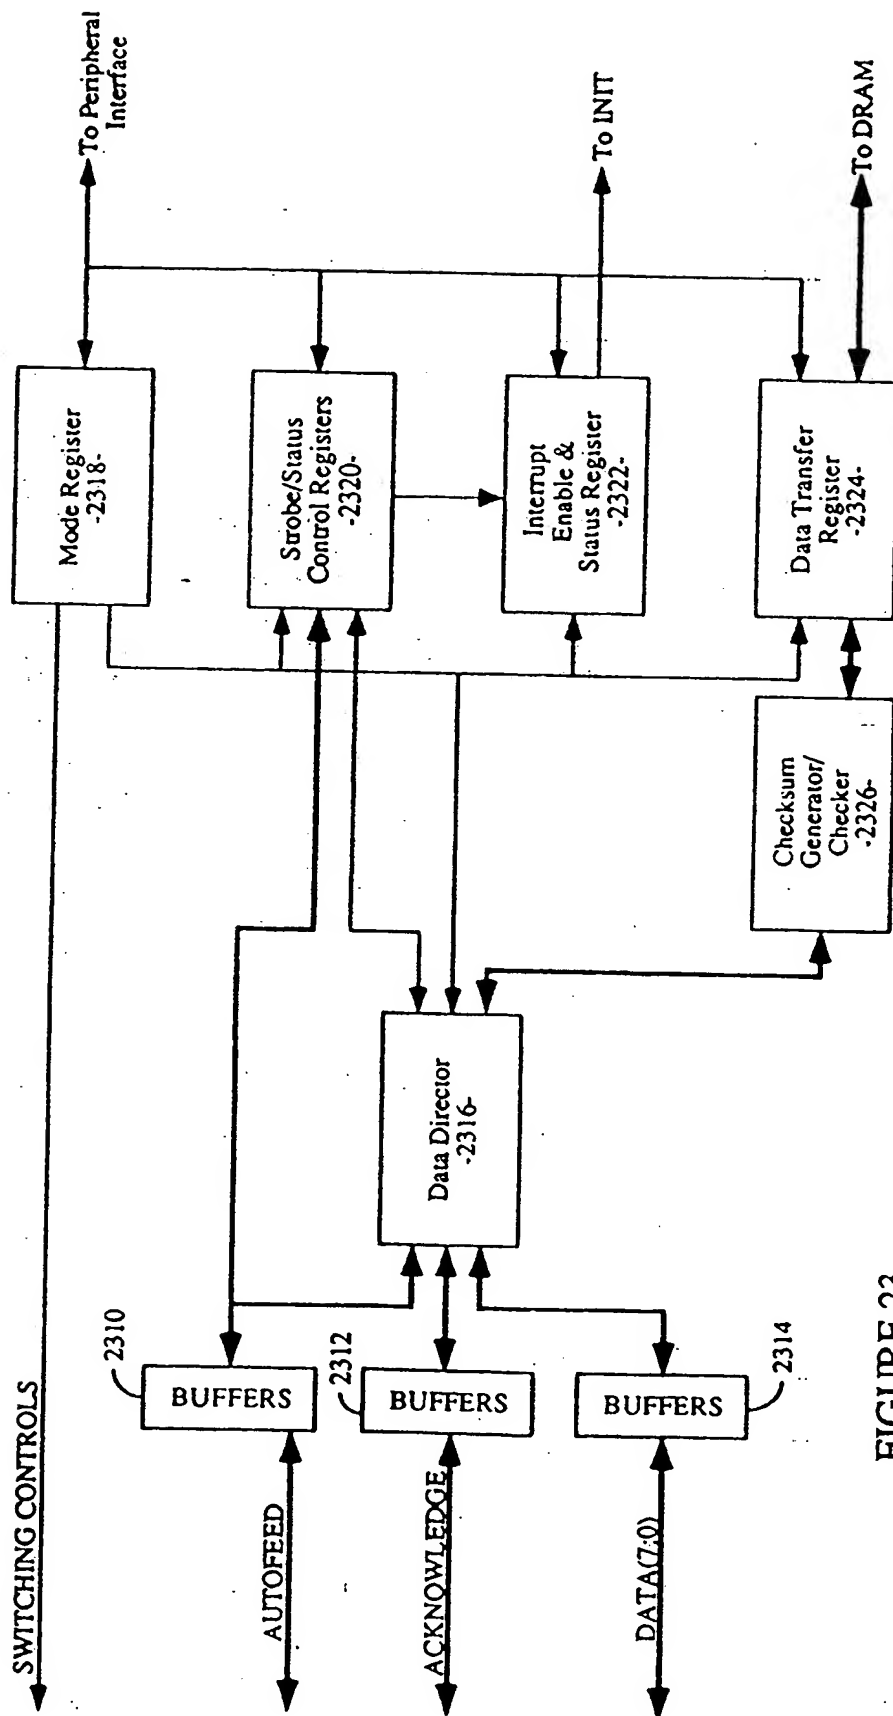 SWITCHING CONTROLS
Mode Register
-2318-
To Peripheral
Interface
AUTOFEED
2310
BUFFERS
Strobe/Status
Control Registers
-2320-
ACKNOWLEDGE
2312
BUFFERS
Data Director
-2316-
Interrupt
Enable &
Status Register
-2322-
To INIT
DATA(7:0)
BUFFERS
2314
Checksum
Generator/
Checker
-2326-
Data Transfer
Register
-2324-
To DRAM
FIGURE 23